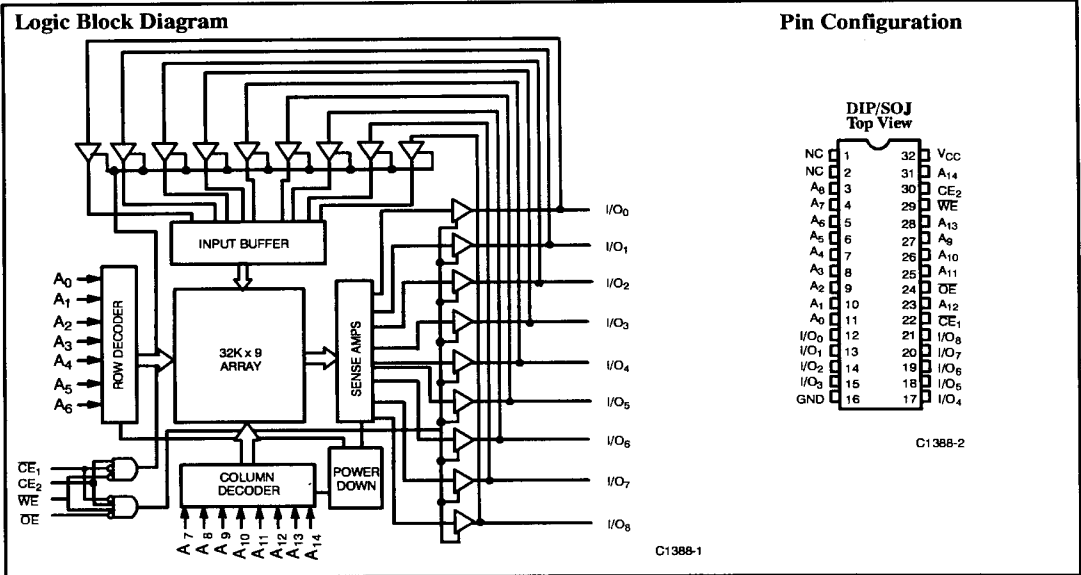 Logic Block Diagram
Pin Configuration
INPUT BUFFER
A0
A1
A2
A3
A4
A5
A6
ROW DECODER
32K x 9
ARRAY
SENSE AMPS
COLUMN
DECODER
POWER
DOWN
CE1
CE2
WE
OE
A7
A8
A9
A10
A11
A12
A13
A14
I/O0
I/O1
I/O2
I/O3
I/O4
I/O5
I/O6
I/O7
I/O8
C1388-1
DIP/SOJ
Top View
NC 1 32 VCC
NC 2 31 A14
A8 3 30 CE2
A7 4 29 WE
A6 5 28 A13
A5 6 27 A9
A4 7 26 A10
A3 8 25 A11
A2 9 24 OE
A1 10 23 A12
A0 11 22 CE1
I/O0 12 21 I/O8
I/O1 13 20 I/O7
I/O2 14 19 I/O6
I/O3 15 18 I/O5
GND 16 17 I/O4
C1388-2